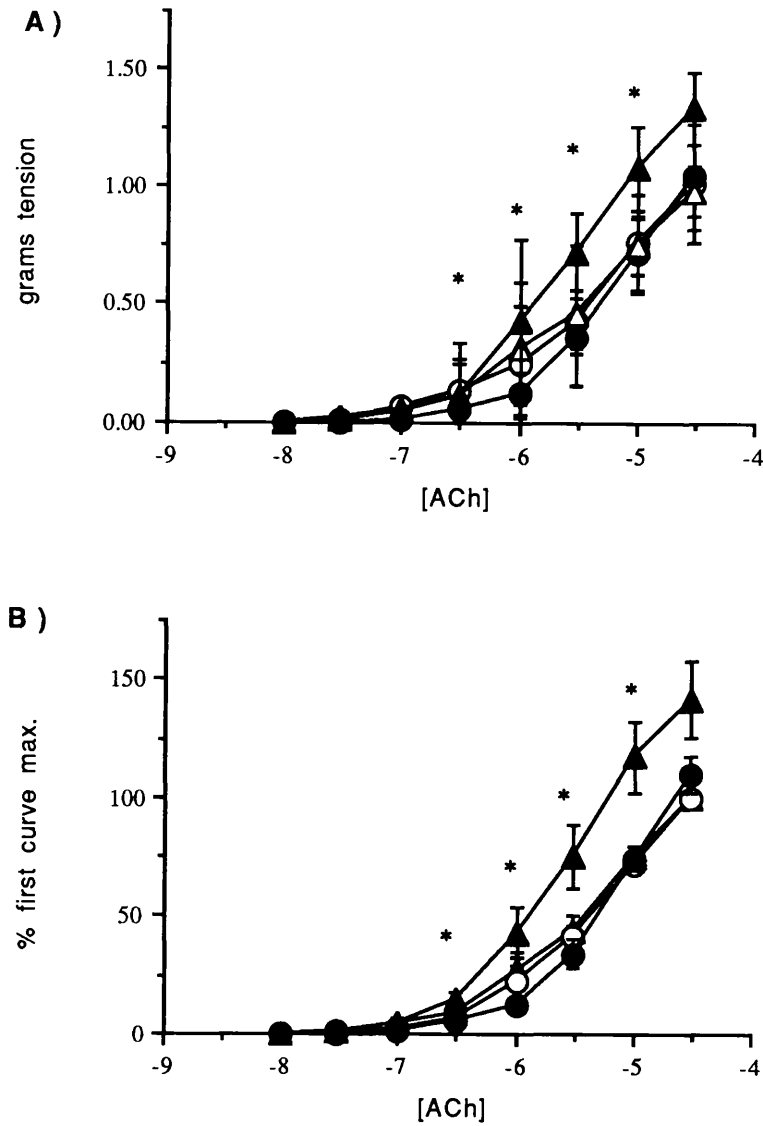 A )
grams tension
1.50
1.00
0.50
0.00
*
*
*
*
-9 -8 -7 -6 -5 -4
[ACh]
B )
% first curve max.
150
100
50
0
*
*
*
*
-9 -8 -7 -6 -5 -4
[ACh]